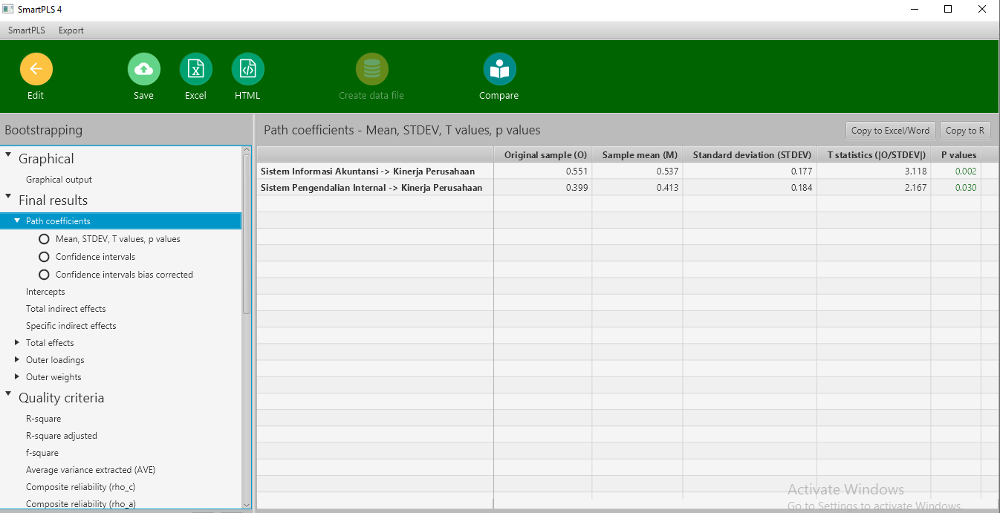 SmartPLS 4
SmartPLS Export
Edit Save Excel HTML Create data file Compare
Bootstrapping
Graphical
Graphical output
Final results
Path coefficients
Mean, STDEV, T values, p values
Confidence intervals
Confidence intervals bias corrected
Intercepts
Total indirect effects
Specific indirect effects
Total effects
Outer loadings
Outer weights
Quality criteria
R-square
R-square adjusted
f-square
Average variance extracted (AVE)
Composite reliability (rho_c)
Composite reliability (rho_a)
Path coefficients - Mean, STDEV, T values, p values Copy to Excel/Word Copy to R
Original sample (O) Sample mean (M) Standard deviation (STDEV) T statistics (|O/STDEV|) P values
Sistem Informasi Akuntansi -> Kinerja Perusahaan 0.551 0.537 0.177 3.118 0.002
Sistem Pengendalian Internal -> Kinerja Perusahaan 0.399 0.413 0.184 2.167 0.030
Activate Windows
Go to Settings to activate Windows.